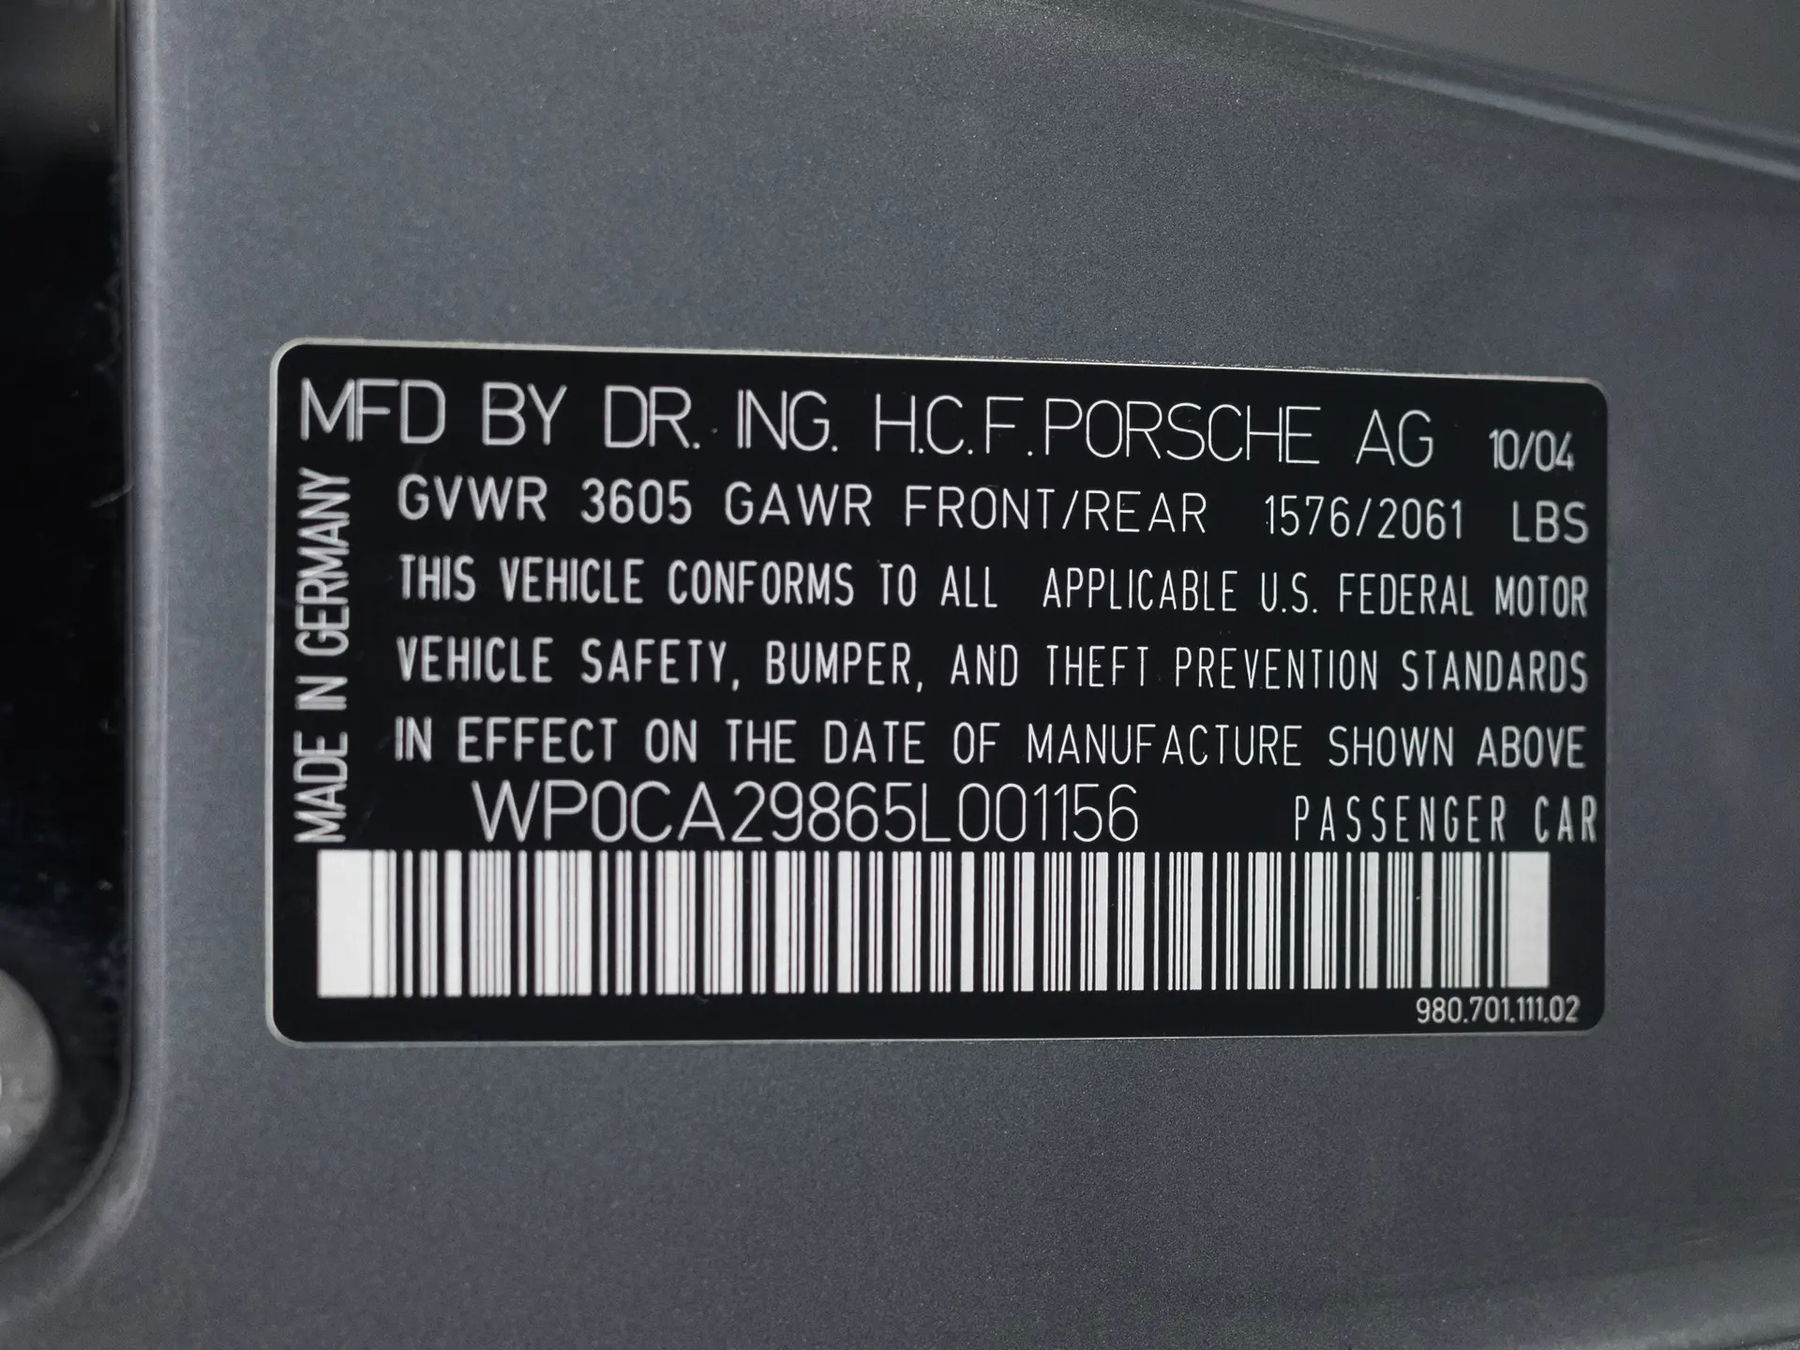 MFD BY DR. ING. H.C.F. PORSCHE AG 10/04
GVWR 3605 GAWR FRONT/REAR 1576/2061 LBS
THIS VEHICLE CONFORMS TO ALL APPLICABLE U.S. FEDERAL MOTOR
VEHICLE SAFETY, BUMPER, AND THEFT PREVENTION STANDARDS
IN EFFECT ON THE DATE OF MANUFACTURE SHOWN ABOVE
WP0CA29865L001156 PASSENGER CAR
MADE IN GERMANY
980.701.111.02